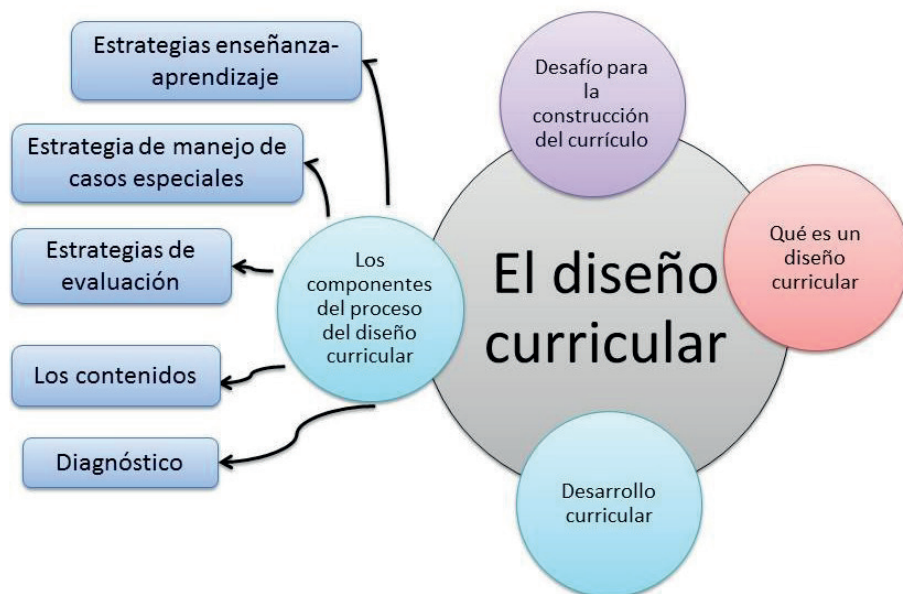 Estrategias enseñanza-
aprendizaje
Estrategia de manejo de
casos especiales
Estrategias de
evaluación
Los contenidos
Diagnóstico
Los
componentes
del proceso
del diseño
curricular
El diseño
curricular
Desafío para
la
construcción
del currículo
Qué es un
diseño
curricular
Desarrollo
curricular